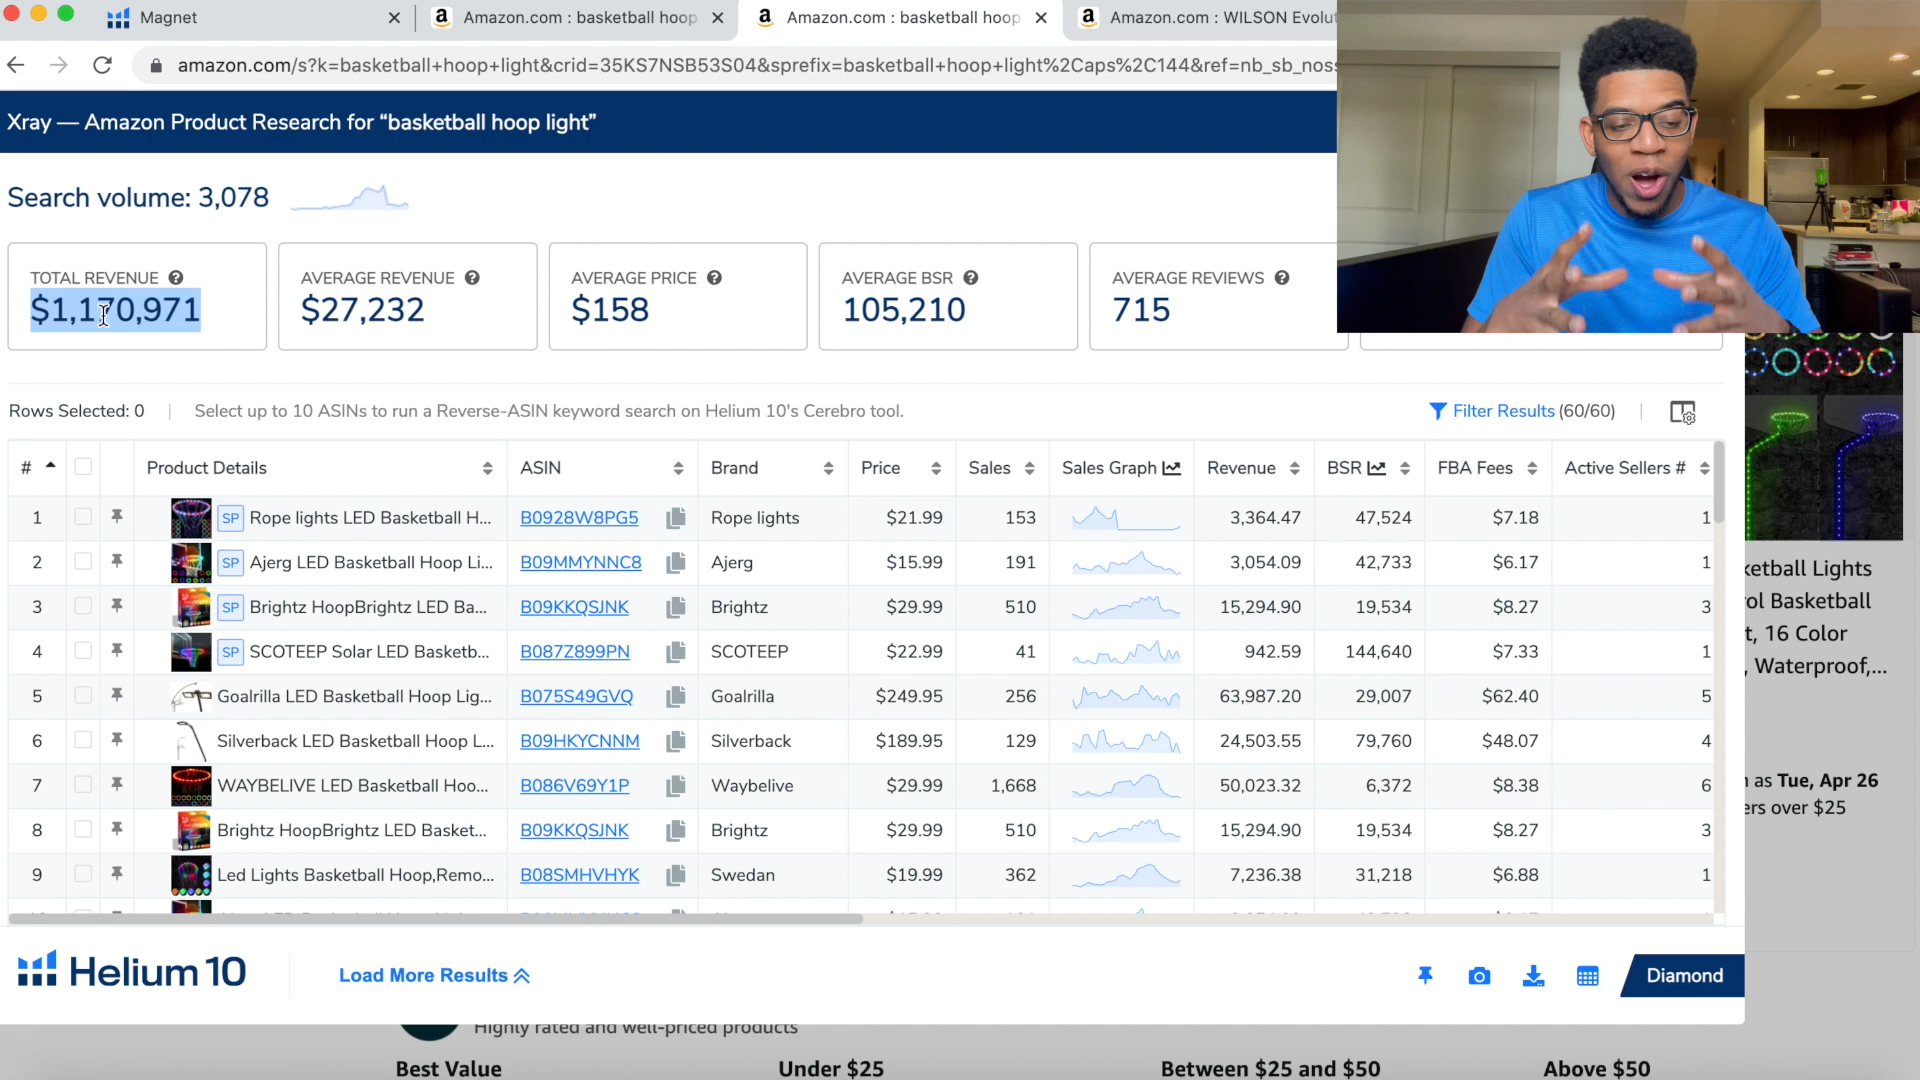 Magnet
Amazon.com : basketball hoop
Amazon.com : basketball hoop
Amazon.com : WILSON Evolut
amazon.com/s?k=basketball+hoop+light&crid=35KS7NSB53S04&sprefix=basketball+hoop+light%2Caps%2C144&ref=nb_sb_noss
Xray — Amazon Product Research for “basketball hoop light”
Search volume: 3,078
TOTAL REVENUE
$1,170,971
AVERAGE REVENUE
$27,232
AVERAGE PRICE
$158
AVERAGE BSR
105,210
AVERAGE REVIEWS
715
Rows Selected: 0 | Select up to 10 ASINs to run a Reverse-ASIN keyword search on Helium 10's Cerebro tool. Filter Results (60/60)
# Product Details ASIN Brand Price Sales Sales Graph Revenue BSR FBA Fees Active Sellers #
1 SP Rope lights LED Basketball H... B0928W8PG5 Rope lights $21.99 153 3,364.47 47,524 $7.18 1
2 SP Ajerg LED Basketball Hoop Li... B09MMYNNC8 Ajerg $15.99 191 3,054.09 42,733 $6.17 1
3 SP Brightz HoopBrightz LED Ba... B09KKQSJNK Brightz $29.99 510 15,294.90 19,534 $8.27 3
4 SP SCOTEEP Solar LED Basketb... B087Z899PN SCOTEEP $22.99 41 942.59 144,640 $7.33 1
5 Goalrilla LED Basketball Hoop Lig... B075S49GVQ Goalrilla $249.95 256 63,987.20 29,007 $62.40 5
6 Silverback LED Basketball Hoop L... B09HKYCNNM Silverback $189.95 129 24,503.55 79,760 $48.07 4
7 WAYBELIVE LED Basketball Hoo... B086V69Y1P Waybelive $29.99 1,668 50,023.32 6,372 $8.38 6
8 Brightz HoopBrightz LED Basket... B09KKQSJNK Brightz $29.99 510 15,294.90 19,534 $8.27 3
9 Led Lights Basketball Hoop,Remo... B08SMHVHYK Swedan $19.99 362 7,236.38 31,218 $6.88 1
ketball Lights
ol Basketball
t, 16 Color
, Waterproof,...
n as Tue, Apr 26
ers over $25
Helium 10
Load More Results
Diamond
Highly rated and well-priced products
Best Value
Under $25
Between $25 and $50
Above $50